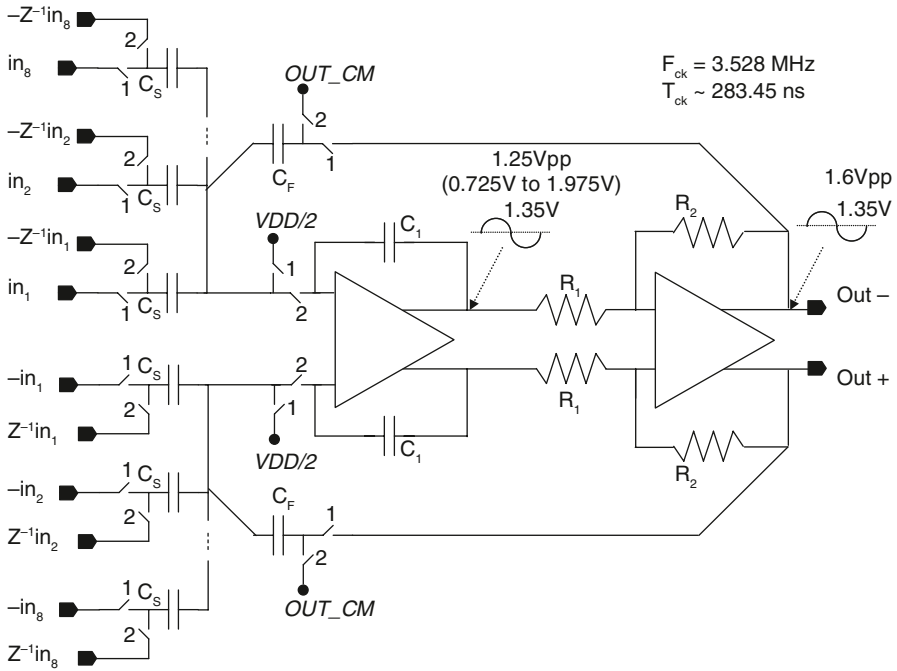 –Z⁻¹in₈
2
in₈
1
C_S
OUT_CM
F_ck = 3.528 MHz
T_ck ~ 283.45 ns
–Z⁻¹in₂
2
2
1
in₂
1
C_S
C_F
1.25Vpp
(0.725V to 1.975V)
1.35V
1.6Vpp
1.35V
–Z⁻¹in₁
2
VDD/2
1
C₁
R₂
in₁
1
C_S
2
R₁
Out –
–in₁
1
C_S
2
1
Out +
2
Z⁻¹in₁
VDD/2
C₁
R₁
–in₂
1
C_S
C_F
R₂
2
1
Z⁻¹in₂
2
–in₈
1
C_S
OUT_CM
2
Z⁻¹in₈